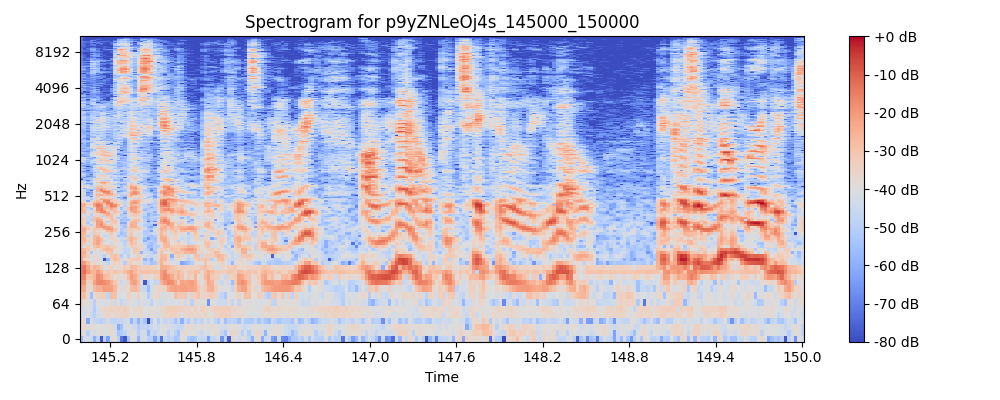 Spectrogram for p9yZNLeOj4s_145000_150000
+0 dB
8192
-10 dB
4096
-20 dB
2048
-30 dB
Hz
1024
-40 dB
512
-50 dB
256
-60 dB
128
64
-70 dB
0
-80 dB
145.2 145.8 146.4 147.0 147.6 148.2 148.8 149.4 150.0
Time